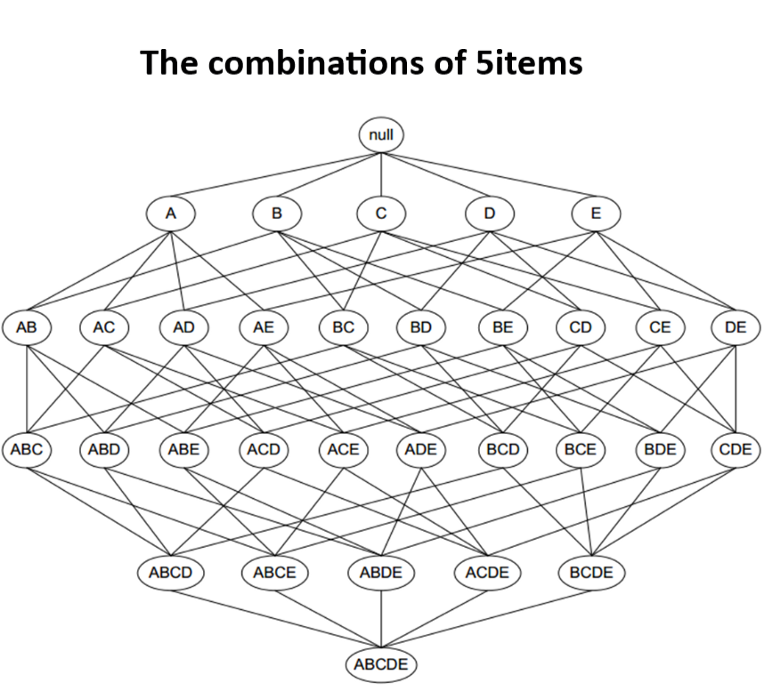 The combinations of 5items
null
A B C D E
AB AC AD AE BC BD BE CD CE DE
ABC ABD ABE ACD ACE ADE BCD BCE BDE CDE
ABCD ABCE ABDE ACDE BCDE
ABCDE